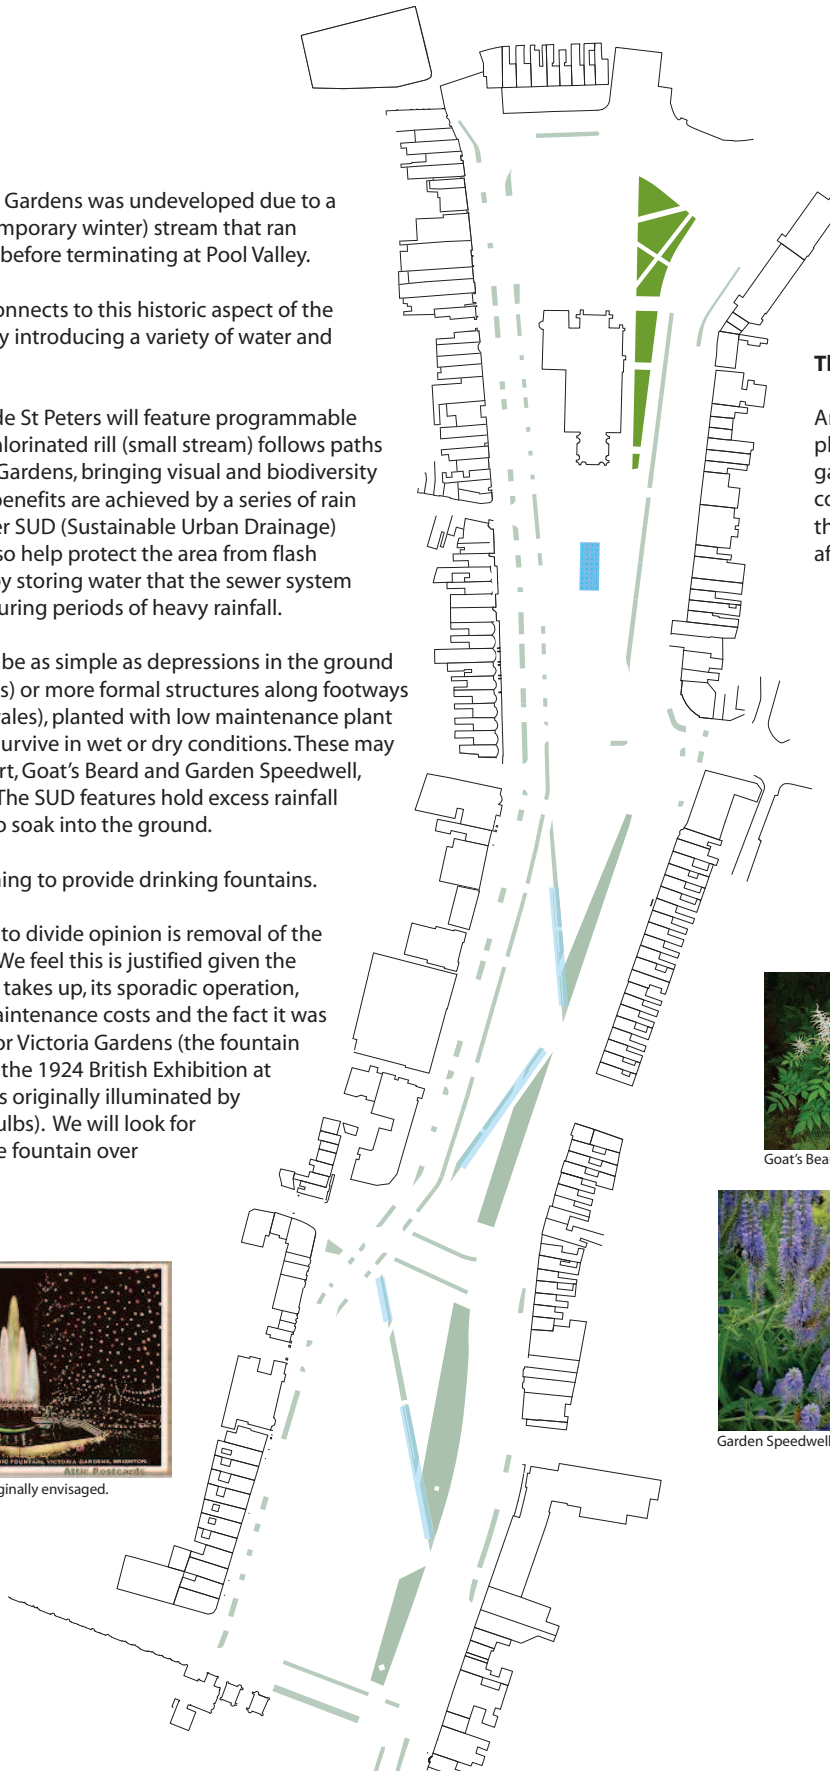 Gardens was undeveloped due to a
mporary winter) stream that ran
before terminating at Pool Valley.
onnects to this historic aspect of the
y introducing a variety of water and
de St Peters will feature programmable
hlorinated rill (small stream) follows paths
Gardens, bringing visual and biodiversity
benefits are achieved by a series of rain
er SUD (Sustainable Urban Drainage)
so help protect the area from flash
by storing water that the sewer system
uring periods of heavy rainfall.
be as simple as depressions in the ground
s) or more formal structures along footways
ales), planted with low maintenance plant
urvive in wet or dry conditions. These may
rt, Goat's Beard and Garden Speedwell,
The SUD features hold excess rainfall
o soak into the ground.
ning to provide drinking fountains.
to divide opinion is removal of the
We feel this is justified given the
takes up, its sporadic operation,
aintenance costs and the fact it was
or Victoria Gardens (the fountain
the 1924 British Exhibition at
s originally illuminated by
ulbs). We will look for
e fountain over
IC FOUNTAIN, VICTORIA GARDENS, BRIGHTON.
Attic Postcards
ginally envisaged.
Th
Ar
pl
ga
co
th
af
Goat's Bea
Garden Speedwell